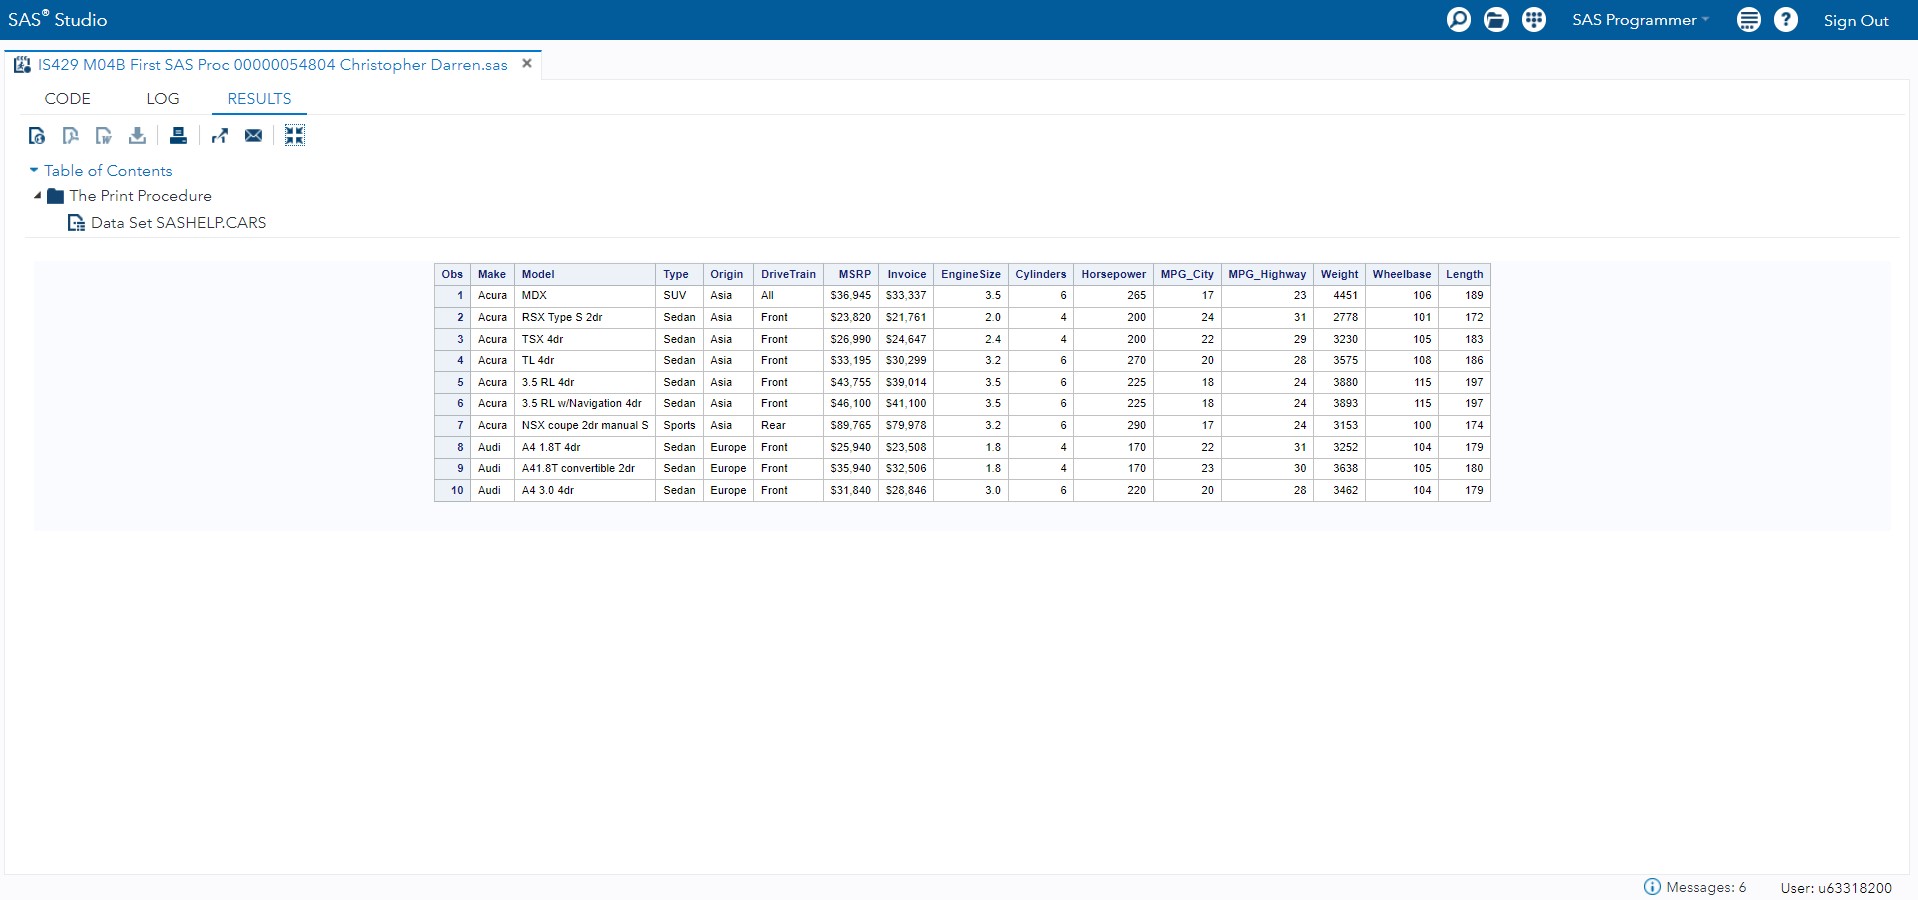 SAS® Studio
SAS Programmer
Sign Out
IS429 M04B First SAS Proc 00000054804 Christopher Darren.sas
CODE LOG RESULTS
Table of Contents
The Print Procedure
Data Set SASHELP.CARS
Obs Make Model Type Origin DriveTrain MSRP Invoice EngineSize Cylinders Horsepower MPG_City MPG_Highway Weight Wheelbase Length
1 Acura MDX SUV Asia All $36,945 $33,337 3.5 6 265 17 23 4451 106 189
2 Acura RSX Type S 2dr Sedan Asia Front $23,820 $21,761 2.0 4 200 24 31 2778 101 172
3 Acura TSX 4dr Sedan Asia Front $26,990 $24,647 2.4 4 200 22 29 3230 105 183
4 Acura TL 4dr Sedan Asia Front $33,195 $30,299 3.2 6 270 20 28 3575 108 186
5 Acura 3.5 RL 4dr Sedan Asia Front $43,755 $39,014 3.5 6 225 18 24 3880 115 197
6 Acura 3.5 RL w/Navigation 4dr Sedan Asia Front $46,100 $41,100 3.5 6 225 18 24 3893 115 197
7 Acura NSX coupe 2dr manual S Sports Asia Rear $89,765 $79,978 3.2 6 290 17 24 3153 100 174
8 Audi A4 1.8T 4dr Sedan Europe Front $25,940 $23,508 1.8 4 170 22 31 3252 104 179
9 Audi A41.8T convertible 2dr Sedan Europe Front $35,940 $32,506 1.8 4 170 23 30 3638 105 180
10 Audi A4 3.0 4dr Sedan Europe Front $31,840 $28,846 3.0 6 220 20 28 3462 104 179
Messages: 6
User: u63318200